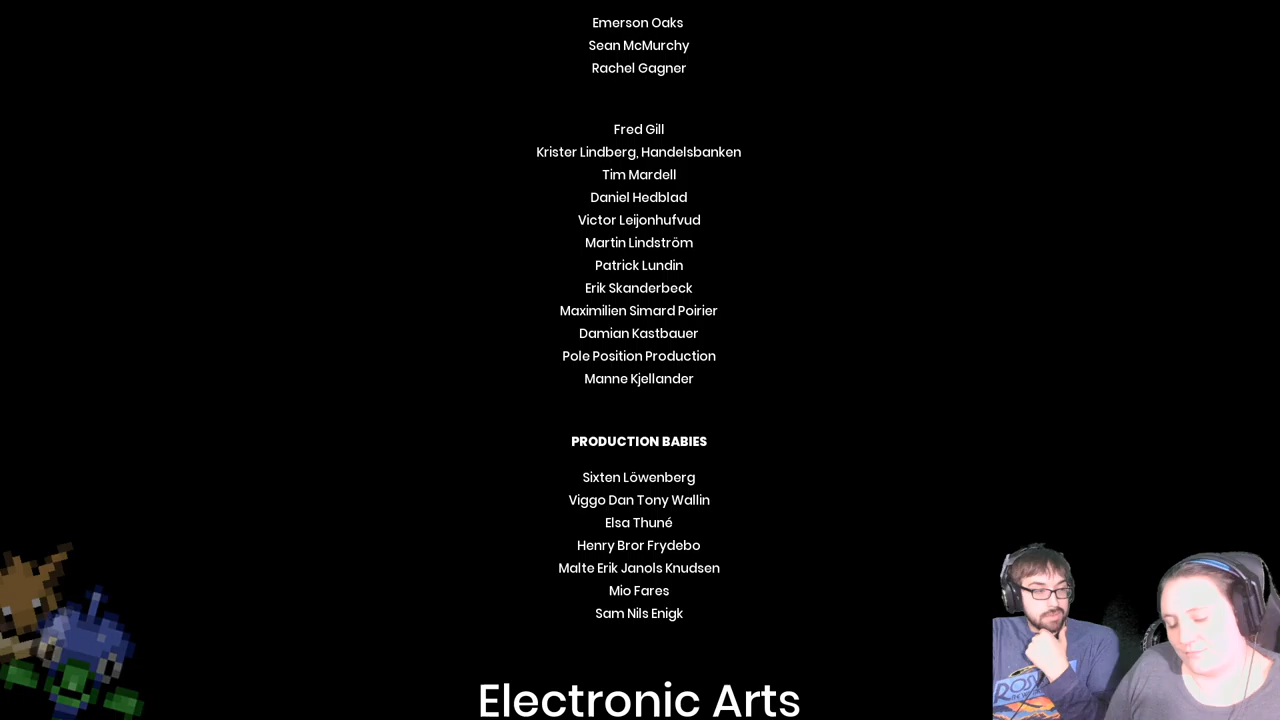 Emerson Oaks
Sean McMurchy
Rachel Gagner
Fred Gill
Krister Lindberg, Handelsbanken
Tim Mardell
Daniel Hedblad
Victor Leijonhufvud
Martin Lindström
Patrick Lundin
Erik Skanderbeck
Maximilien Simard Poirier
Damian Kastbauer
Pole Position Production
Manne Kjellander
PRODUCTION BABIES
Sixten Löwenberg
Viggo Dan Tony Wallin
Elsa Thuné
Henry Bror Frydebo
Malte Erik Janols Knudsen
Mio Fares
Sam Nils Enigk
Electronic Arts